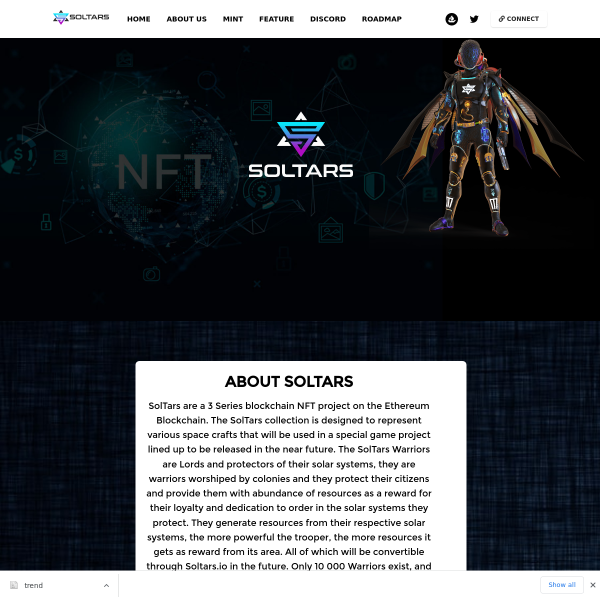 SOLTARS
HOME
ABOUT US
MINT
FEATURE
DISCORD
ROADMAP
CONNECT
NFT
SOLTARS
ABOUT SOLTARS
SolTars are a 3 Series blockchain NFT project on the Ethereum
Blockchain. The SolTars collection is designed to represent
various space crafts that will be used in a special game project
lined up to be released in the near future. The SolTars Warriors
are Lords and protectors of their solar systems, they are
warriors worshiped by colonies and they protect their citizens
and provide them with abundance of resources as a reward for
their loyalty and dedication to order in the solar systems they
protect. They generate resources from their respective solar
systems, the more powerful the trooper, the more resources it
gets as reward from its area. All of which will be convertible
through Soltars.io in the future. Only 10 000 Warriors exist, and
trend
Show all